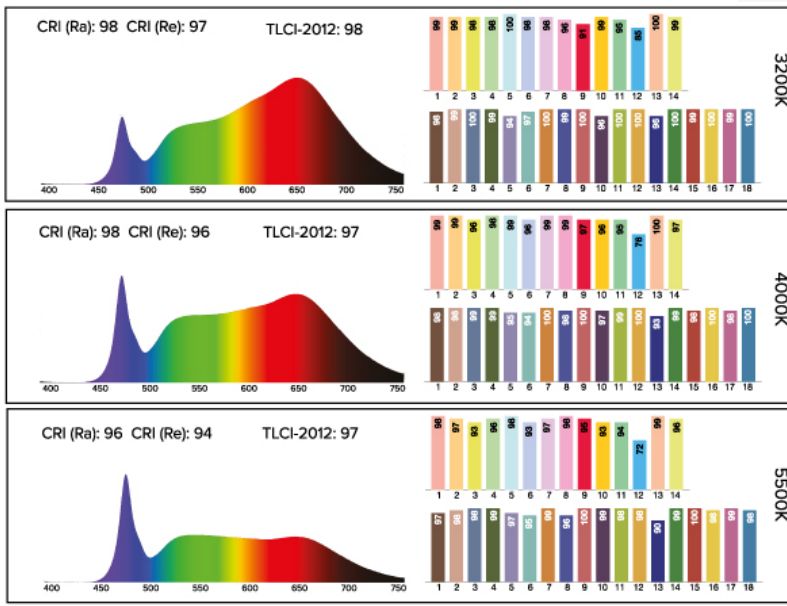 CRI (Ra): 98 CRI (Re): 97 TLCI-2012: 98
99 99 98 98 100 98 98 96 91 99 95 85 100 99
1 2 3 4 5 6 7 8 9 10 11 12 13 14
98 99 100 99 94 97 100 99 100 96 100 100 96 100 99 100 99 100
400 450 500 550 600 650 700 750
1 2 3 4 5 6 7 8 9 10 11 12 13 14 15 16 17 18
3200K
CRI (Ra): 98 CRI (Re): 96 TLCI-2012: 97
99 99 96 98 99 96 99 99 97 96 95 78 100 97
1 2 3 4 5 6 7 8 9 10 11 12 13 14
98 98 99 99 95 94 100 98 100 97 99 100 93 99 98 100 98 100
400 450 500 550 600 650 700 750
1 2 3 4 5 6 7 8 9 10 11 12 13 14 15 16 17 18
4000K
CRI (Ra): 96 CRI (Re): 94 TLCI-2012: 97
98 97 93 96 98 93 97 98 95 93 94 72 99 96
1 2 3 4 5 6 7 8 9 10 11 12 13 14
97 98 98 99 97 95 99 96 100 99 98 98 90 99 100 98 99 98
400 450 500 550 600 650 700 750
1 2 3 4 5 6 7 8 9 10 11 12 13 14 15 16 17 18
5500K